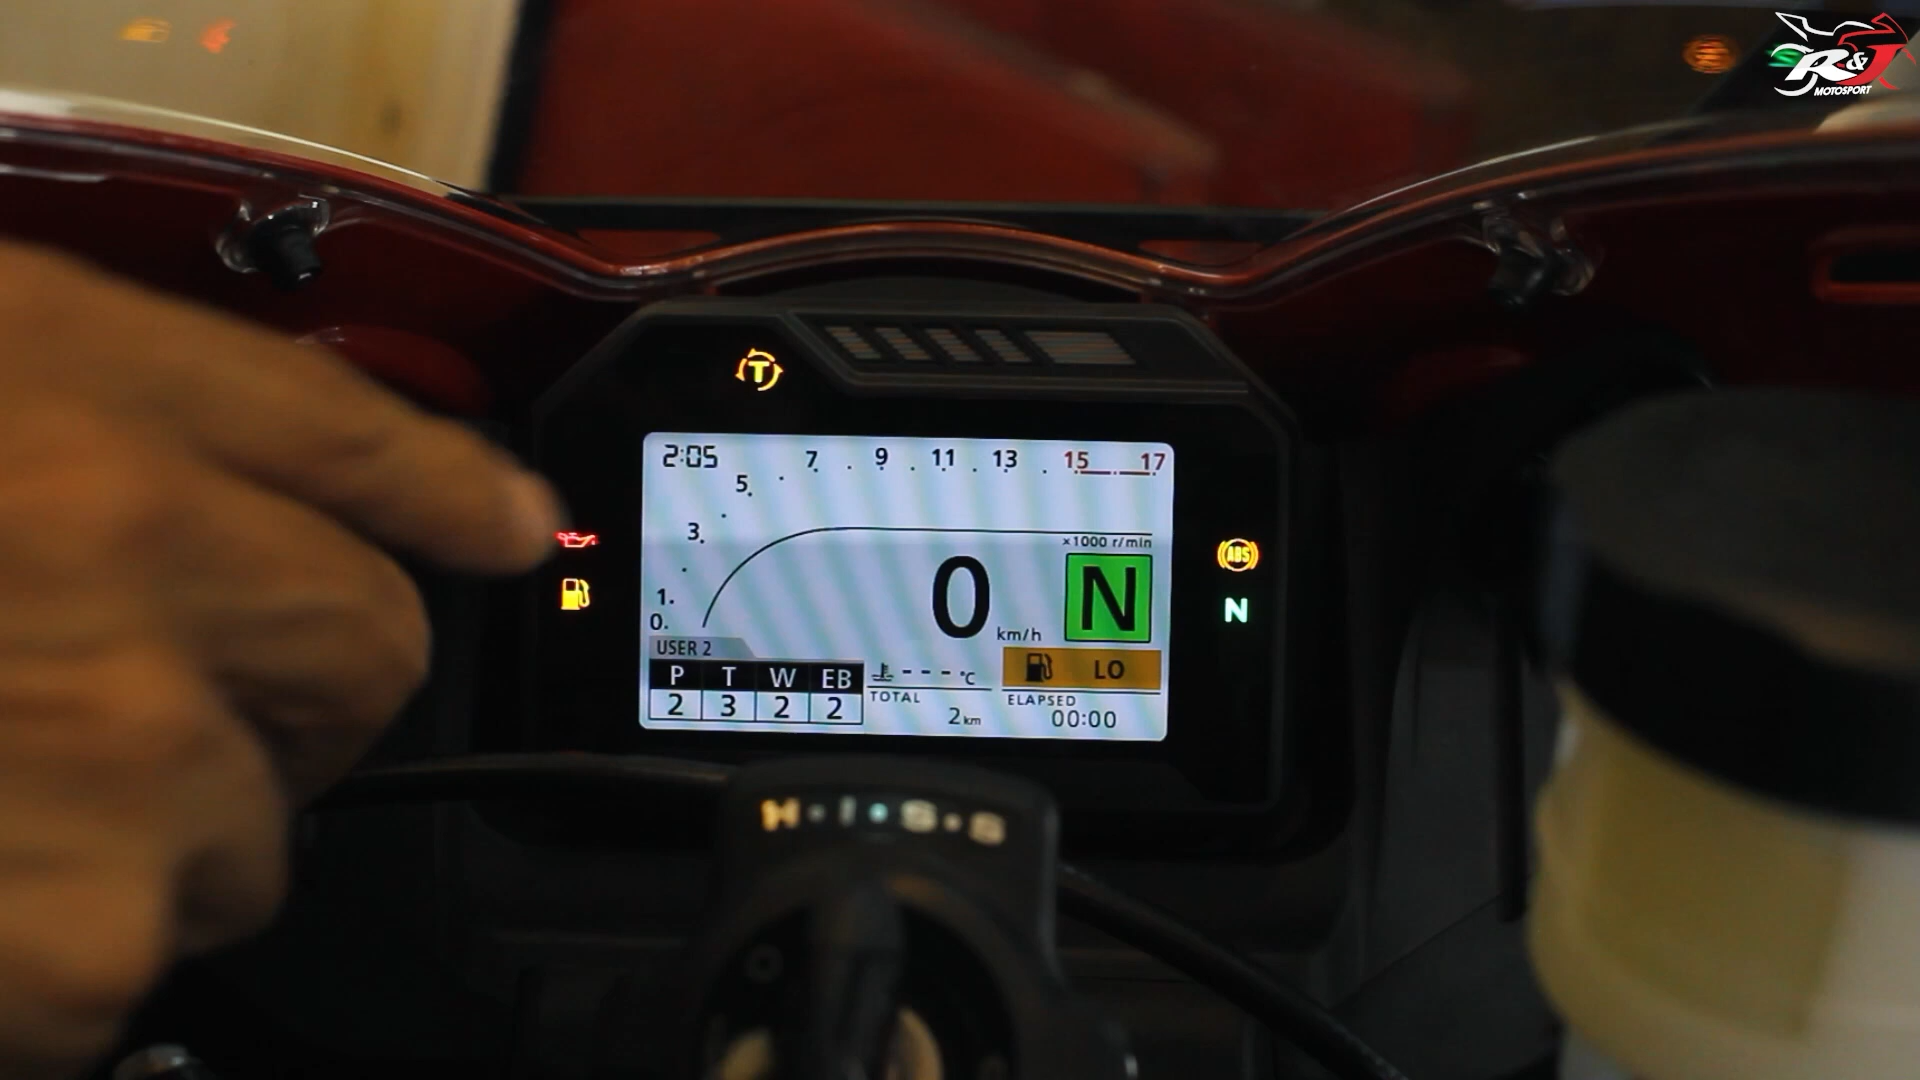 R&J
MOTOSPORT
T
2:05
7 9 11 13 15 17
5
3
1
0
x1000 r/min
ABS
0 km/h
N
N
USER 2
P T W EB
2 3 2 2
---°C
LO
TOTAL
2 km
ELAPSED
00:00
H·I·S·S